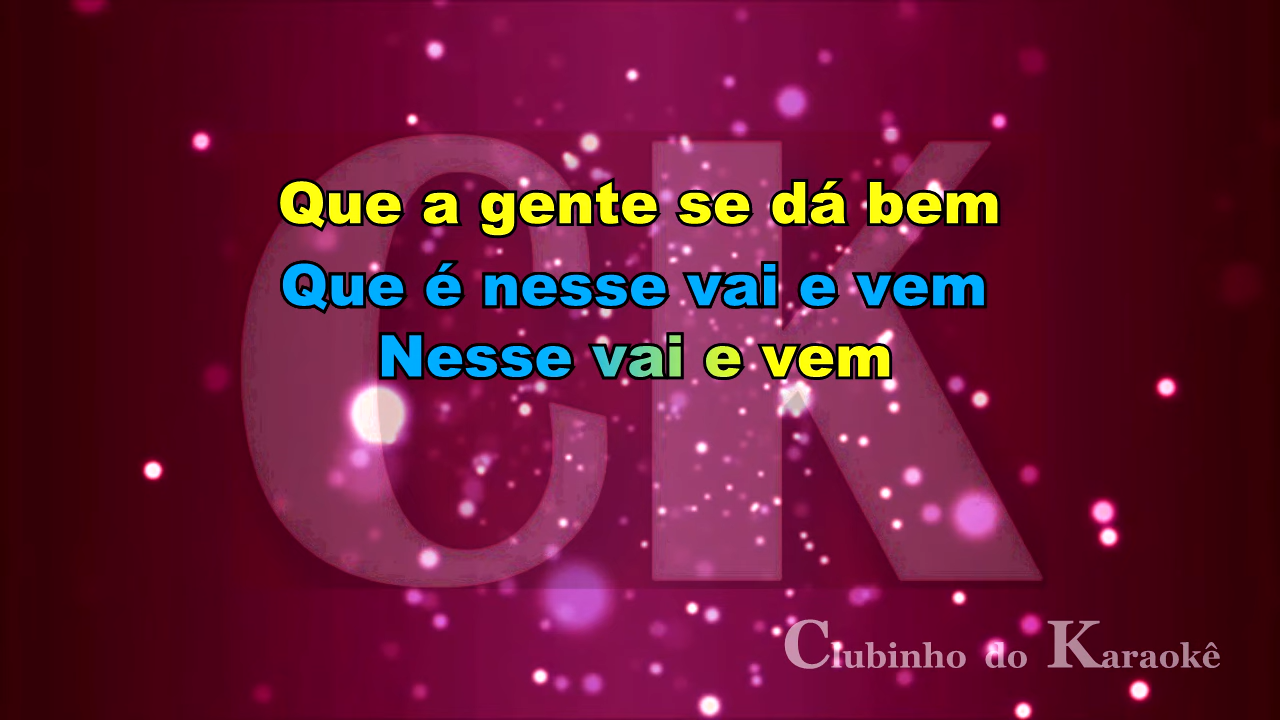 Que a gente se dá bem
Que é nesse vai e vem
Nesse vai e vem
CK
Clubinho do Karaokê